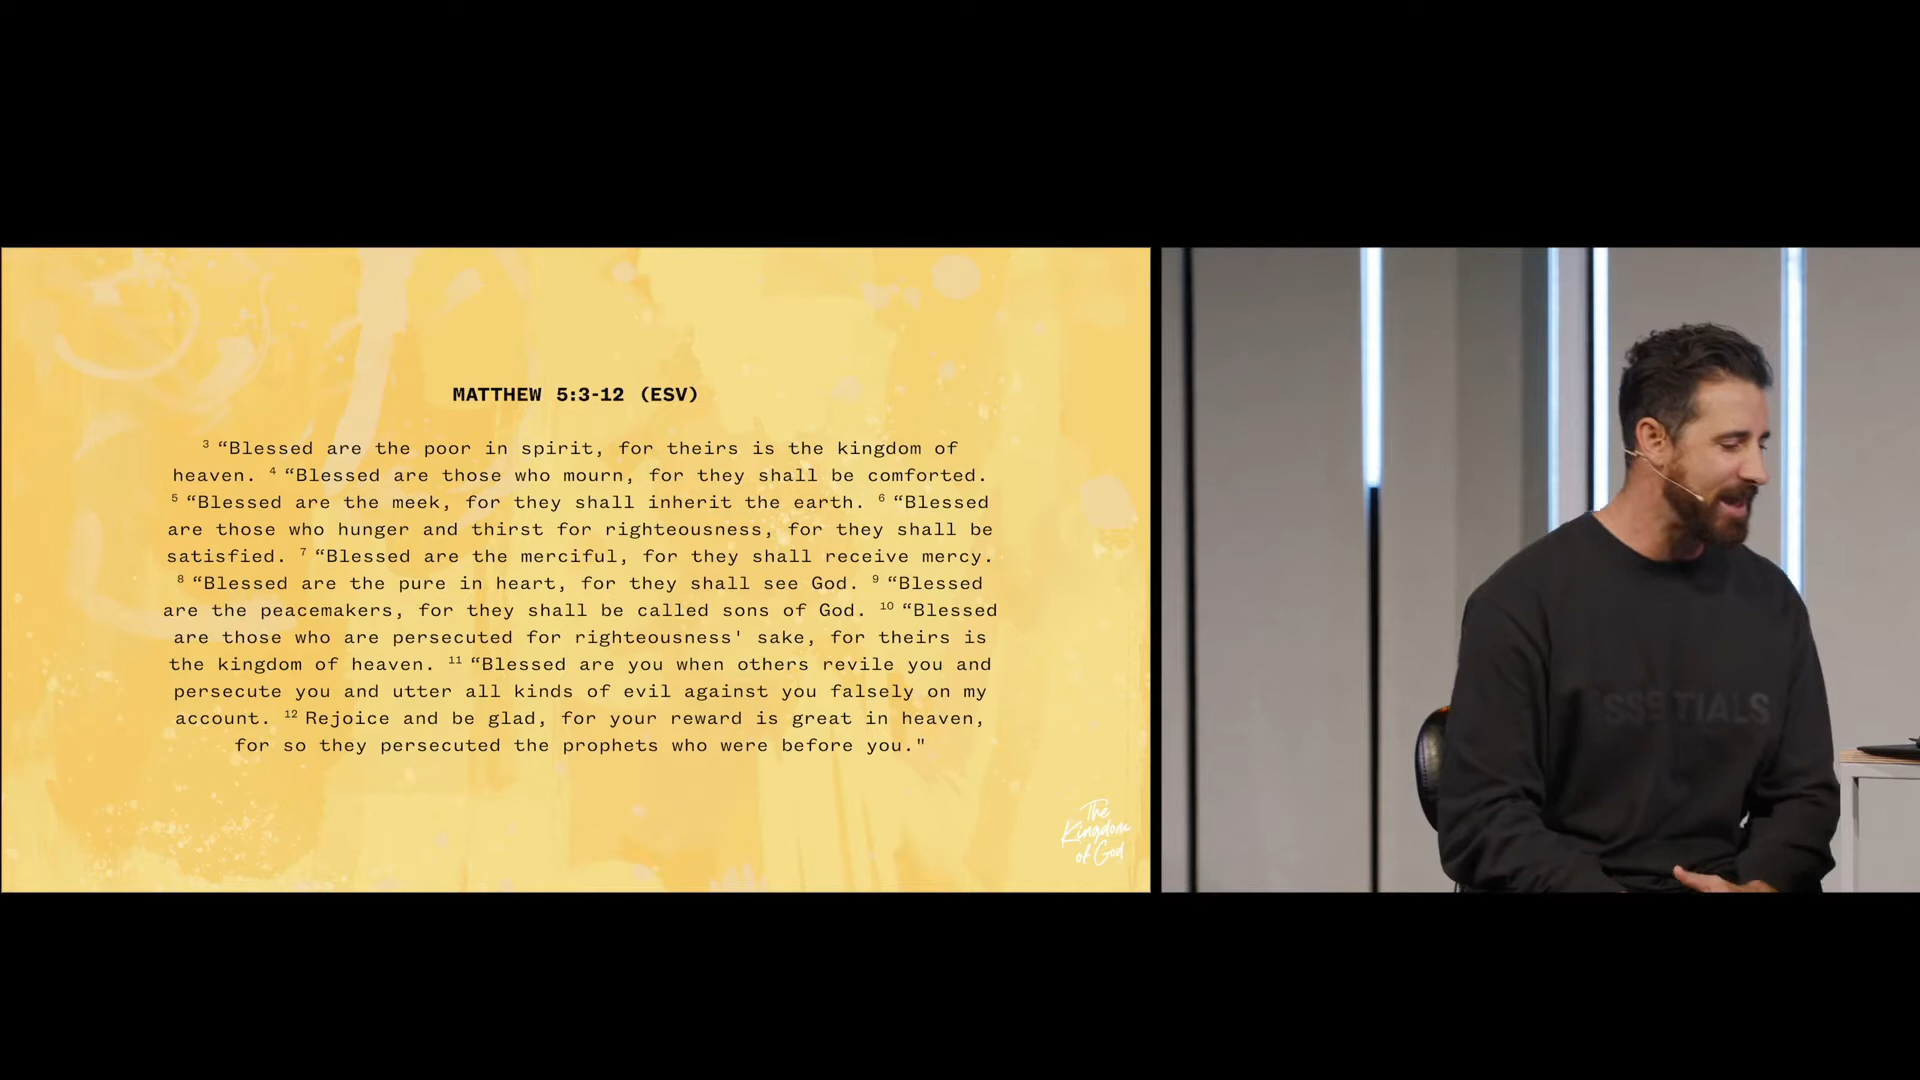 MATTHEW 5:3-12 (ESV)
3 “Blessed are the poor in spirit, for theirs is the kingdom of
heaven. 4 “Blessed are those who mourn, for they shall be comforted.
5 “Blessed are the meek, for they shall inherit the earth. 6 “Blessed
are those who hunger and thirst for righteousness, for they shall be
satisfied. 7 “Blessed are the merciful, for they shall receive mercy.
8 “Blessed are the pure in heart, for they shall see God. 9 “Blessed
are the peacemakers, for they shall be called sons of God. 10 “Blessed
are those who are persecuted for righteousness' sake, for theirs is
the kingdom of heaven. 11 “Blessed are you when others revile you and
persecute you and utter all kinds of evil against you falsely on my
account. 12 Rejoice and be glad, for your reward is great in heaven,
for so they persecuted the prophets who were before you."
The
Kingdom
of God
SSENTIALS